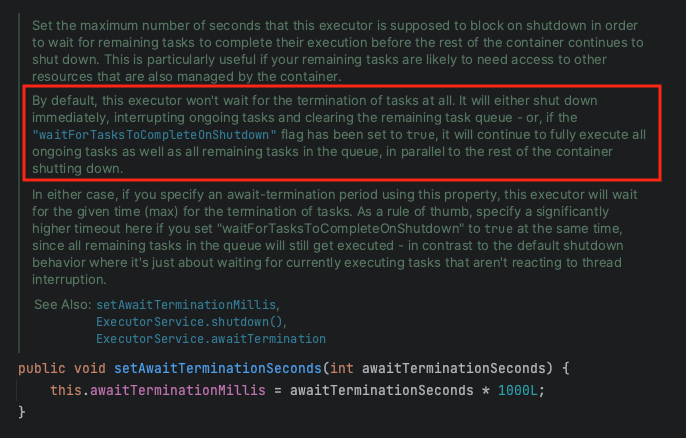 Set the maximum number of seconds that this executor is supposed to block on shutdown in order
to wait for remaining tasks to complete their execution before the rest of the container continues to
shut down. This is particularly useful if your remaining tasks are likely to need access to other
resources that are also managed by the container.
By default, this executor won't wait for the termination of tasks at all. It will either shut down
immediately, interrupting ongoing tasks and clearing the remaining task queue - or, if the
"waitForTasksToCompleteOnShutdown" flag has been set to true, it will continue to fully execute all
ongoing tasks as well as all remaining tasks in the queue, in parallel to the rest of the container
shutting down.
In either case, if you specify an await-termination period using this property, this executor will wait
for the given time (max) for the termination of tasks. As a rule of thumb, specify a significantly
higher timeout here if you set "waitForTasksToCompleteOnShutdown" to true at the same time,
since all remaining tasks in the queue will still get executed - in contrast to the default shutdown
behavior where it's just about waiting for currently executing tasks that aren't reacting to thread
interruption.
See Also: setAwaitTerminationMillis,
ExecutorService.shutdown(),
ExecutorService.awaitTermination
public void setAwaitTerminationSeconds(int awaitTerminationSeconds) {
this.awaitTerminationMillis = awaitTerminationSeconds * 1000L;
}